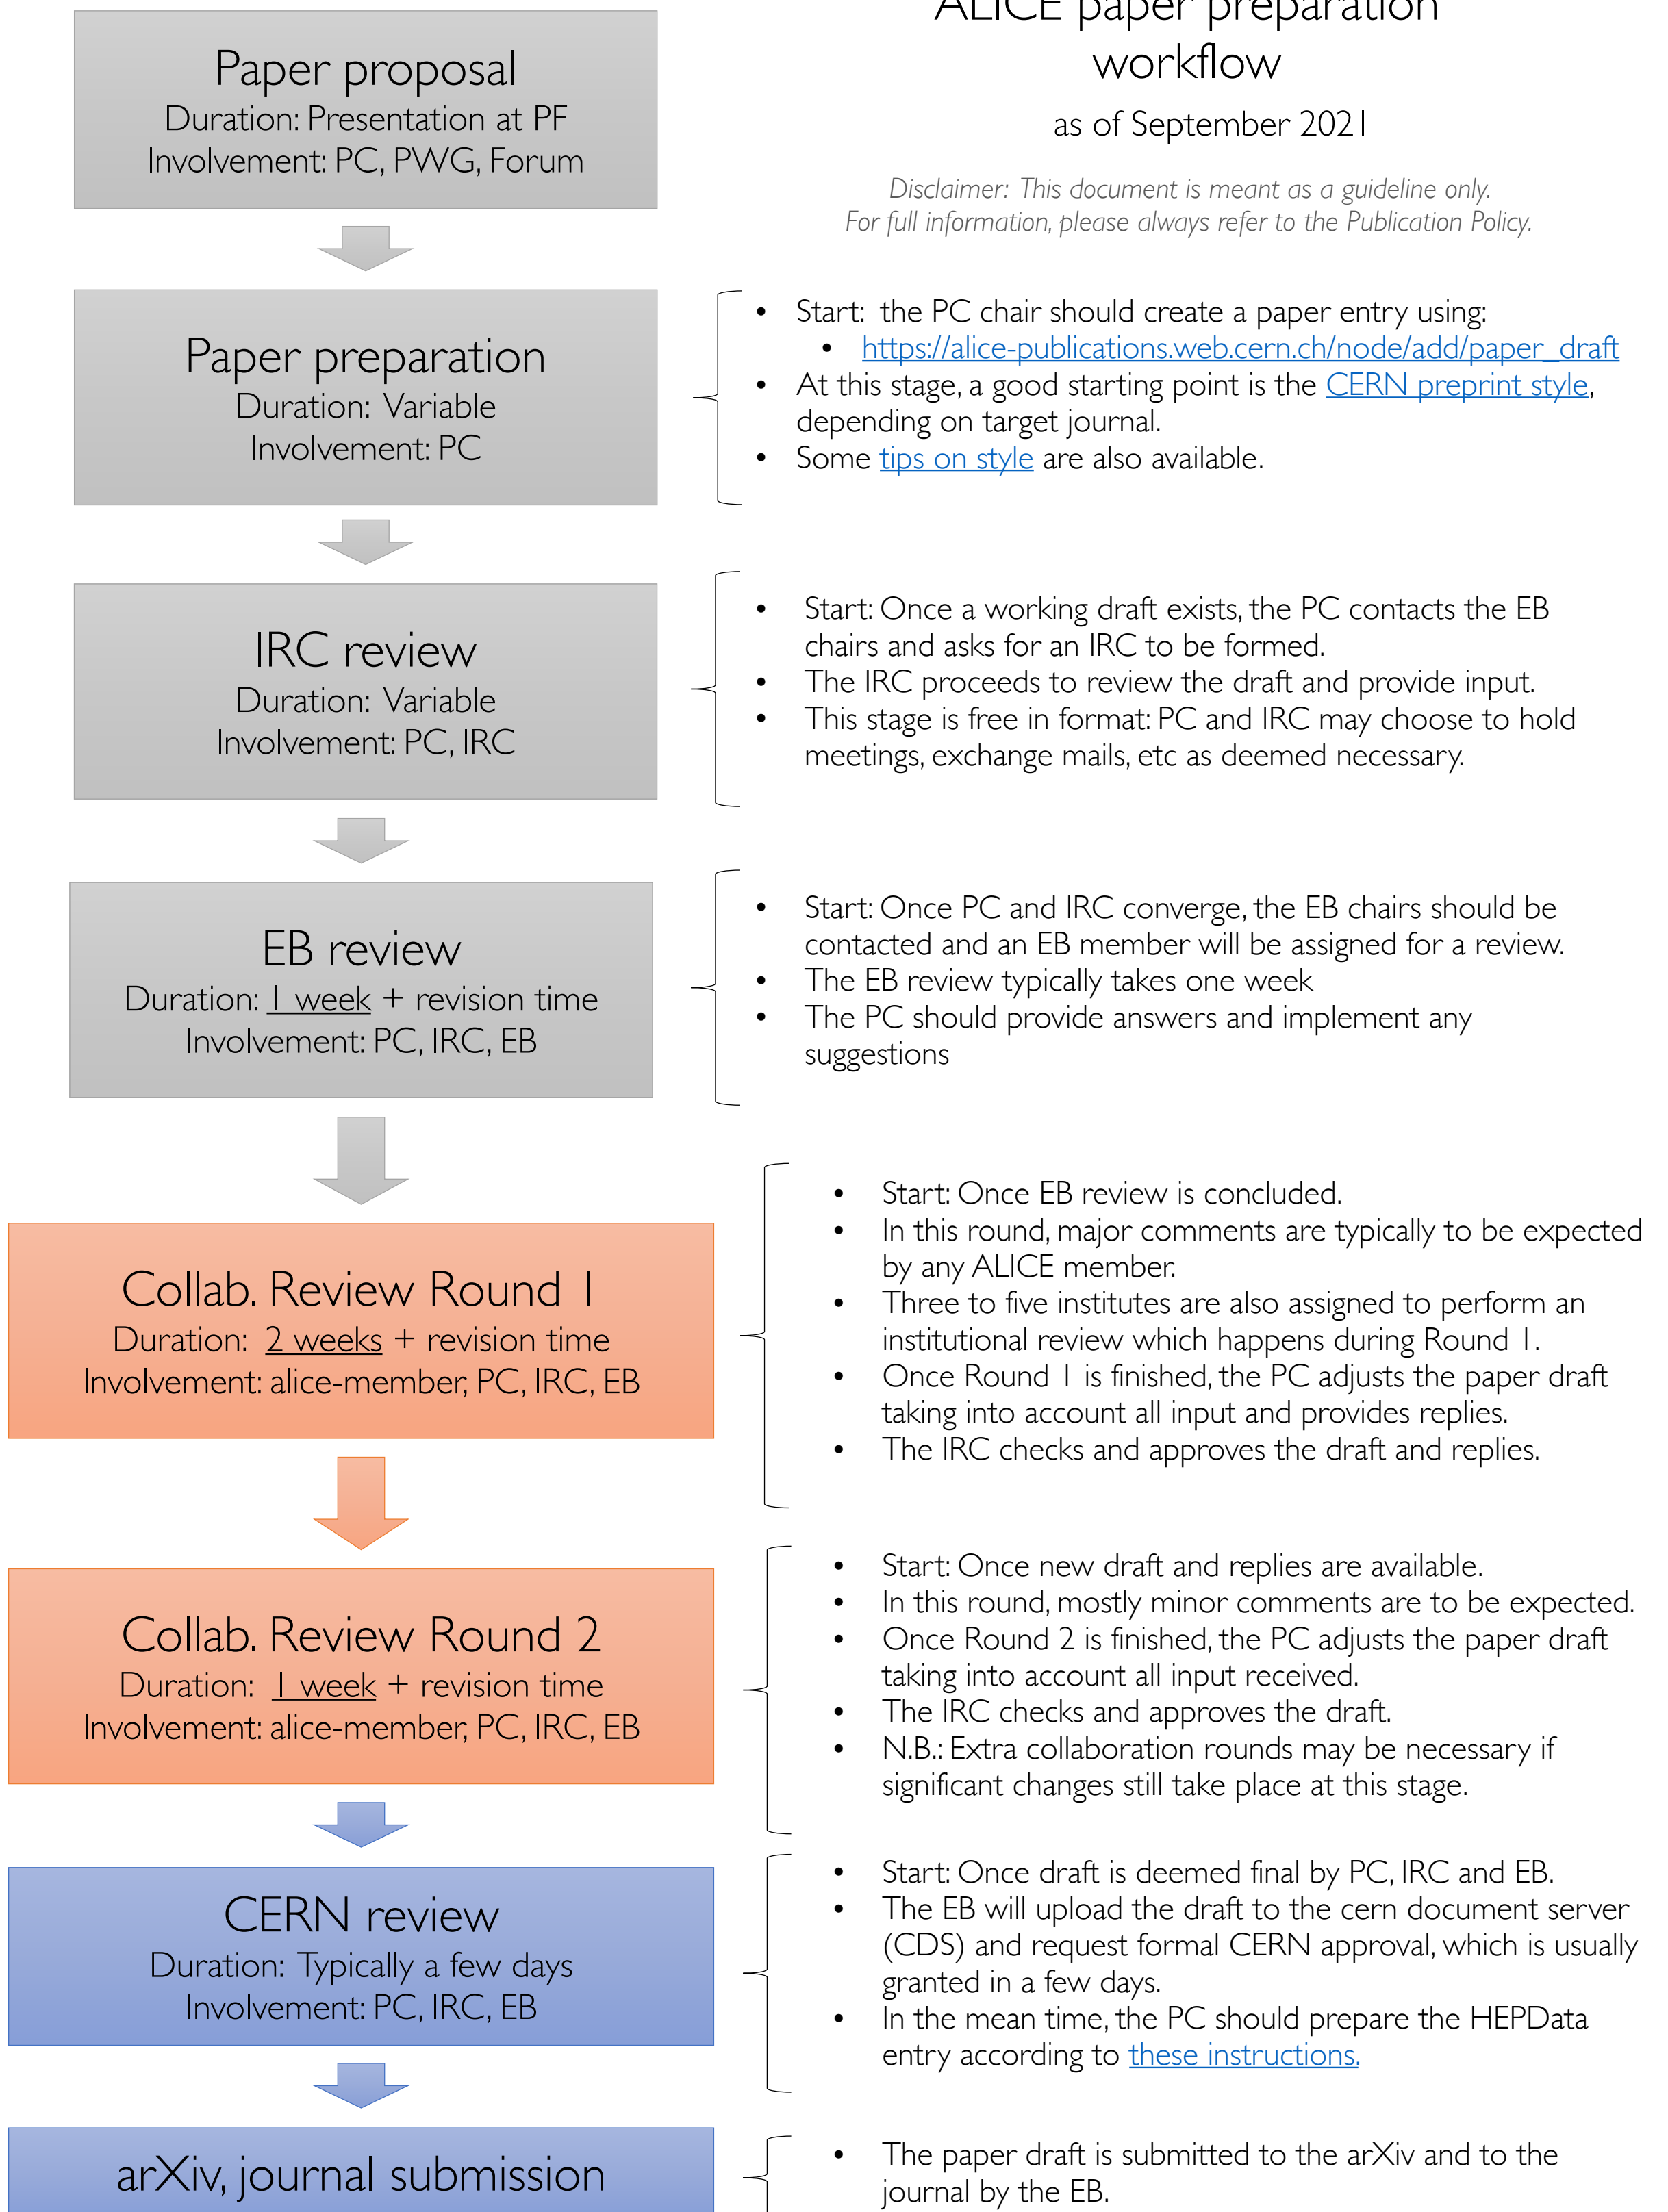 ALICE paper preparation
workflow
as of September 2021
Disclaimer: This document is meant as a guideline only.
For full information, please always refer to the Publication Policy.
Paper proposal
Duration: Presentation at PF
Involvement: PC, PWG, Forum
Paper preparation
Duration: Variable
Involvement: PC
• Start: the PC chair should create a paper entry using:
• https://alice-publications.web.cern.ch/node/add/paper_draft
• At this stage, a good starting point is the CERN preprint style,
depending on target journal.
• Some tips on style are also available.
IRC review
Duration: Variable
Involvement: PC, IRC
• Start: Once a working draft exists, the PC contacts the EB
chairs and asks for an IRC to be formed.
• The IRC proceeds to review the draft and provide input.
• This stage is free in format: PC and IRC may choose to hold
meetings, exchange mails, etc as deemed necessary.
EB review
Duration: 1 week + revision time
Involvement: PC, IRC, EB
• Start: Once PC and IRC converge, the EB chairs should be
contacted and an EB member will be assigned for a review.
• The EB review typically takes one week
• The PC should provide answers and implement any
suggestions
Collab. Review Round 1
Duration: 2 weeks + revision time
Involvement: alice-member, PC, IRC, EB
• Start: Once EB review is concluded.
• In this round, major comments are typically to be expected
by any ALICE member.
• Three to five institutes are also assigned to perform an
institutional review which happens during Round 1.
• Once Round 1 is finished, the PC adjusts the paper draft
taking into account all input and provides replies.
• The IRC checks and approves the draft and replies.
Collab. Review Round 2
Duration: 1 week + revision time
Involvement: alice-member, PC, IRC, EB
• Start: Once new draft and replies are available.
• In this round, mostly minor comments are to be expected.
• Once Round 2 is finished, the PC adjusts the paper draft
taking into account all input received.
• The IRC checks and approves the draft.
• N.B.: Extra collaboration rounds may be necessary if
significant changes still take place at this stage.
CERN review
Duration: Typically a few days
Involvement: PC, IRC, EB
• Start: Once draft is deemed final by PC, IRC and EB.
• The EB will upload the draft to the cern document server
(CDS) and request formal CERN approval, which is usually
granted in a few days.
• In the mean time, the PC should prepare the HEPData
entry according to these instructions.
arXiv, journal submission
• The paper draft is submitted to the arXiv and to the
journal by the EB.